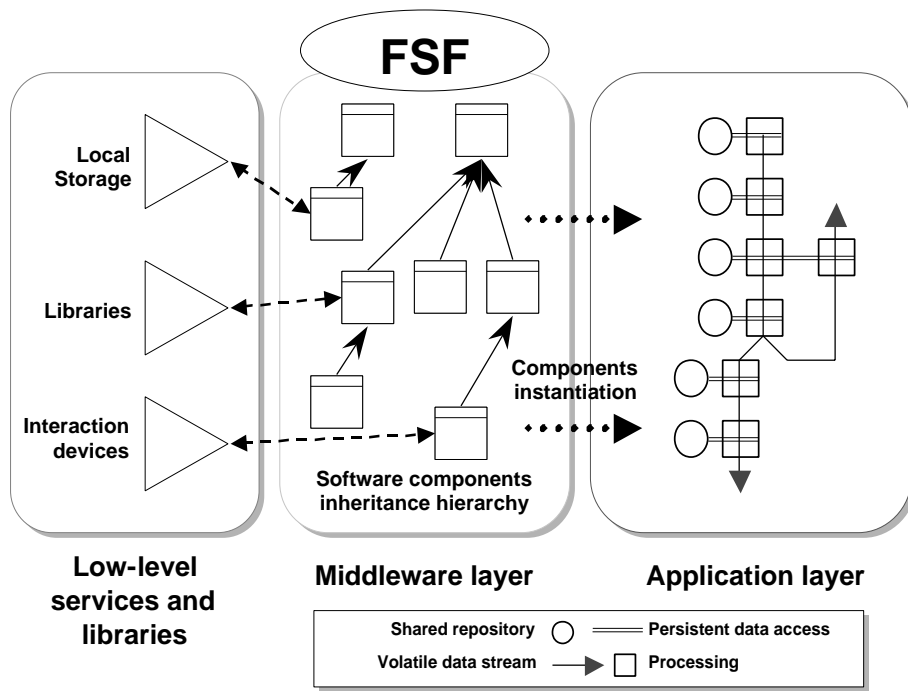 FSF
Local
Storage
Libraries
Interaction
devices
Components
instantiation
Software components
inheritance hierarchy
Low-level
services and
libraries
Middleware layer
Application layer
Shared repository
Persistent data access
Volatile data stream
Processing